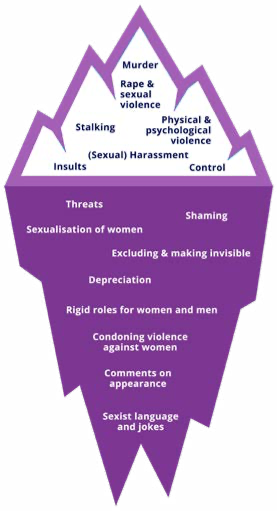 Murder
Rape &
sexual
violence
Stalking
Physical &
psychological
violence
(Sexual) Harassment
Insults
Control
Threats
Shaming
Sexualisation of women
Excluding & making invisible
Depreciation
Rigid roles for women and men
Condoning violence
against women
Comments on
appearance
Sexist language
and jokes